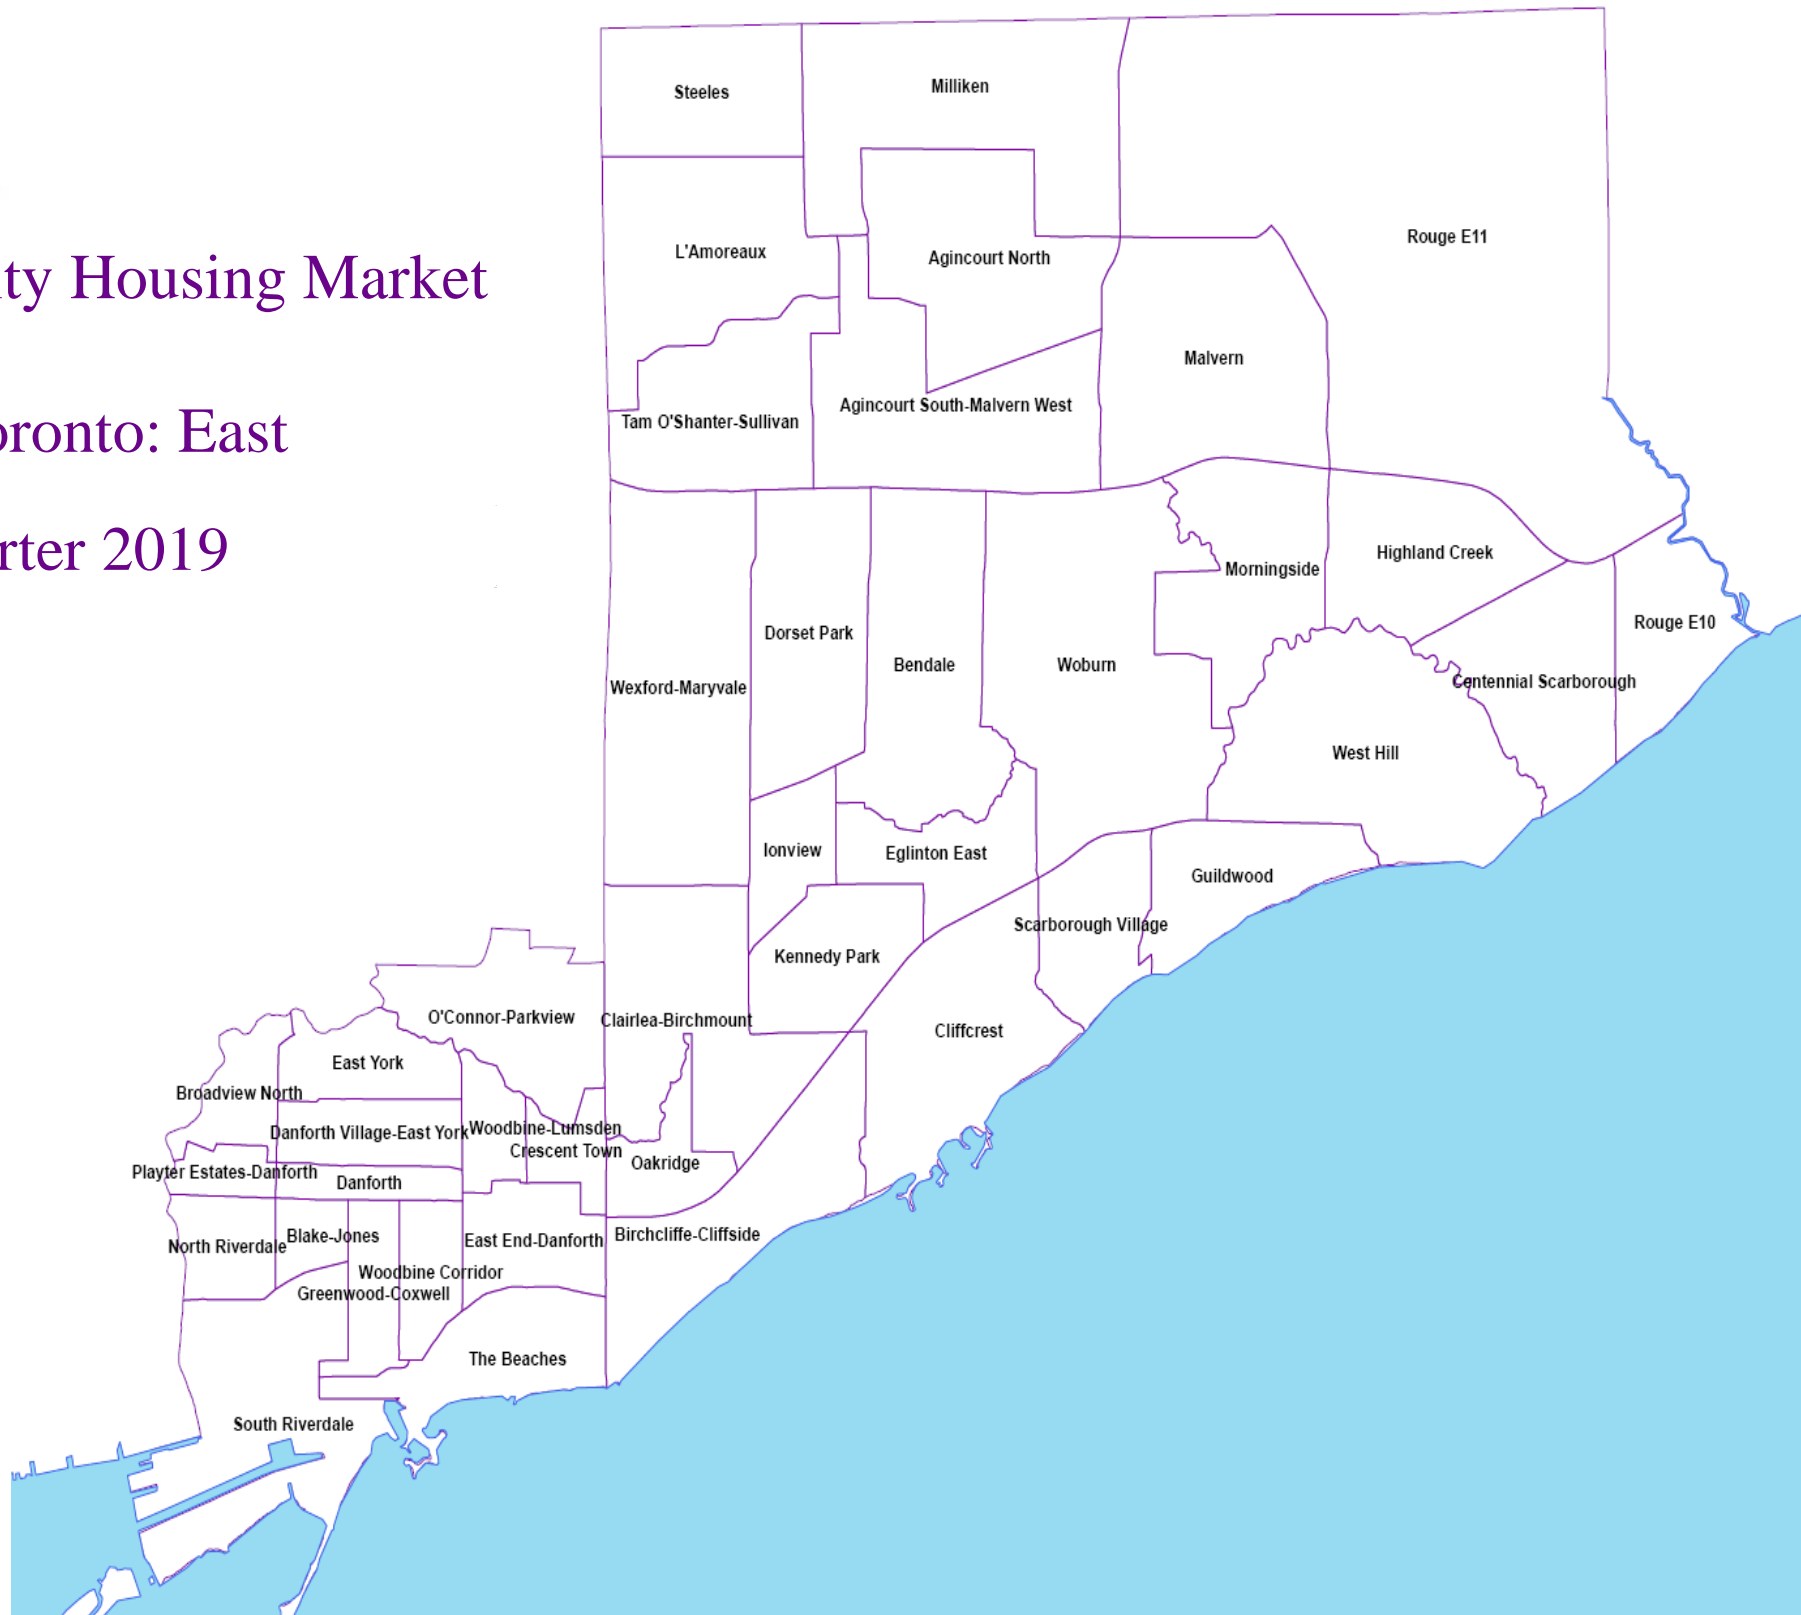 ty Housing Market
oronto: East
rter 2019
Steeles
Milliken
L'Amoreaux
Agincourt North
Rouge E11
Malvern
Tam O'Shanter-Sullivan
Agincourt South-Malvern West
Highland Creek
Morningside
Rouge E10
Dorset Park
Bendale
Woburn
Wexford-Maryvale
Centennial Scarborough
West Hill
Ionview
Eglinton East
Guildwood
Scarborough Village
Kennedy Park
O'Connor-Parkview
Clairlea-Birchmount
Cliffcrest
East York
Broadview North
Danforth Village-East York
Woodbine-Lumsden
Crescent Town
Oakridge
Playter Estates-Danforth
Danforth
North Riverdale
Blake-Jones
East End-Danforth
Birchcliffe-Cliffside
Woodbine Corridor
Greenwood-Coxwell
The Beaches
South Riverdale